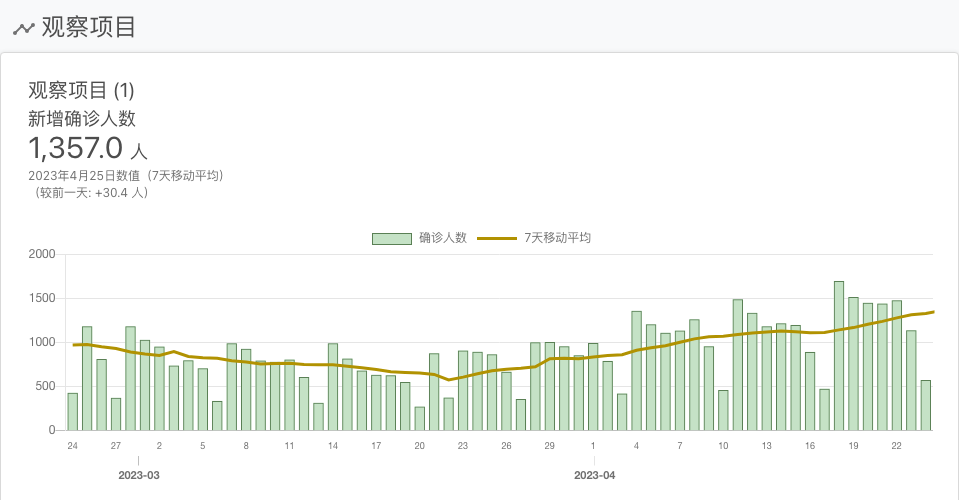 观察项目
观察项目 (1)
新增确诊人数
1,357.0 人
2023年4月25日数值（7天移动平均）
（较前一天: +30.4 人）
确诊人数 7天移动平均
2000
1500
1000
500
0
24 27 2 5 8 11 14 17 20 23 26 29 1 4 7 10 13 16 19 22
2023-03 2023-04